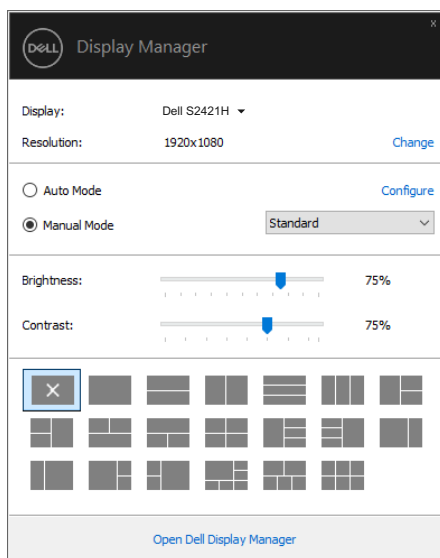 x
DELL Display Manager
Display: Dell S2421H
Resolution: 1920x1080 Change
Auto Mode Configure
Manual Mode Standard
Brightness: 75%
Contrast: 75%
Open Dell Display Manager